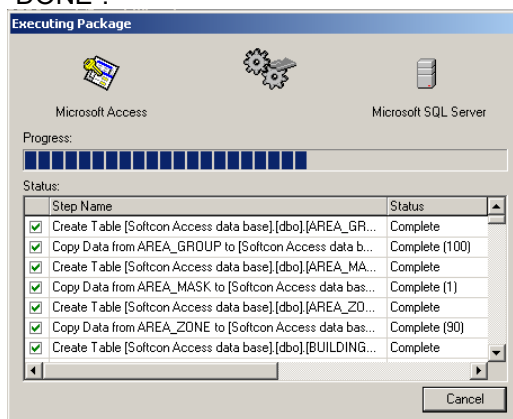 "DONE".
Executing Package
Microsoft Access
Microsoft SQL Server
Progress:
Status:
Step Name Status
Create Table [Softcon Access data base].[dbo].[AREA_GR... Complete
Copy Data from AREA_GROUP to [Softcon Access data b... Complete (100)
Create Table [Softcon Access data base].[dbo].[AREA_MA... Complete
Copy Data from AREA_MASK to [Softcon Access data bas... Complete (1)
Create Table [Softcon Access data base].[dbo].[AREA_ZO... Complete
Copy Data from AREA_ZONE to [Softcon Access data bas... Complete (90)
Create Table [Softcon Access data base].[dbo].[BUILDING... Complete
Cancel